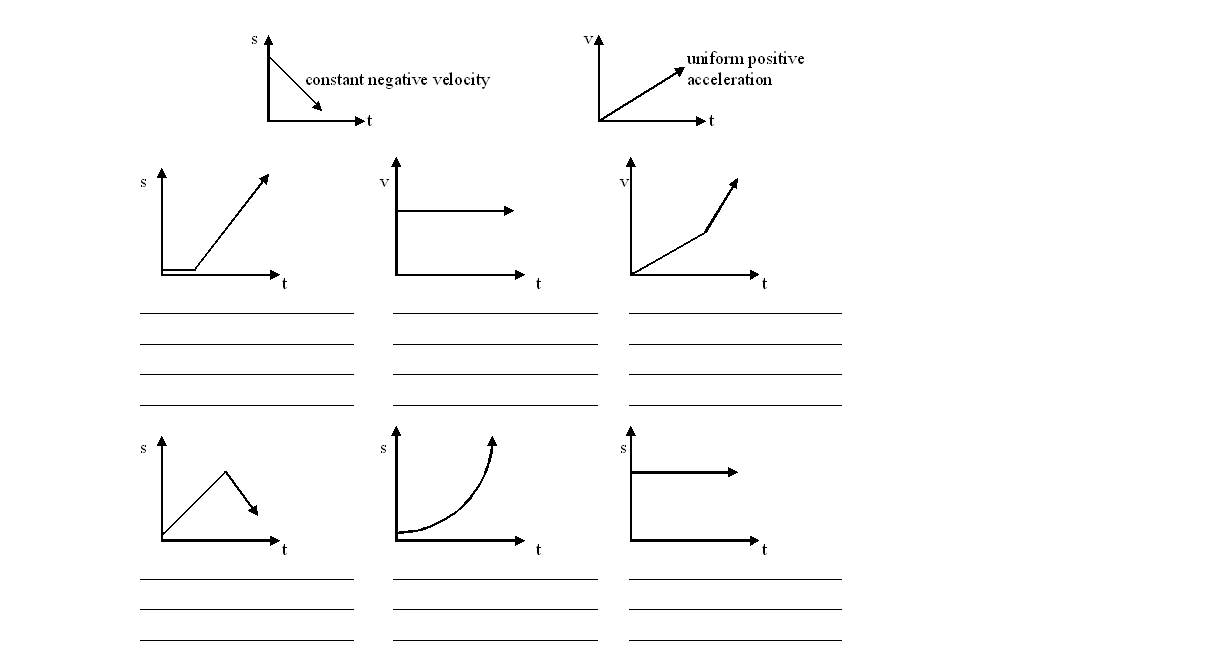 s
constant negative velocity
t
v
uniform positive
acceleration
t
s
t
v
t
v
t
s
t
s
t
s
t